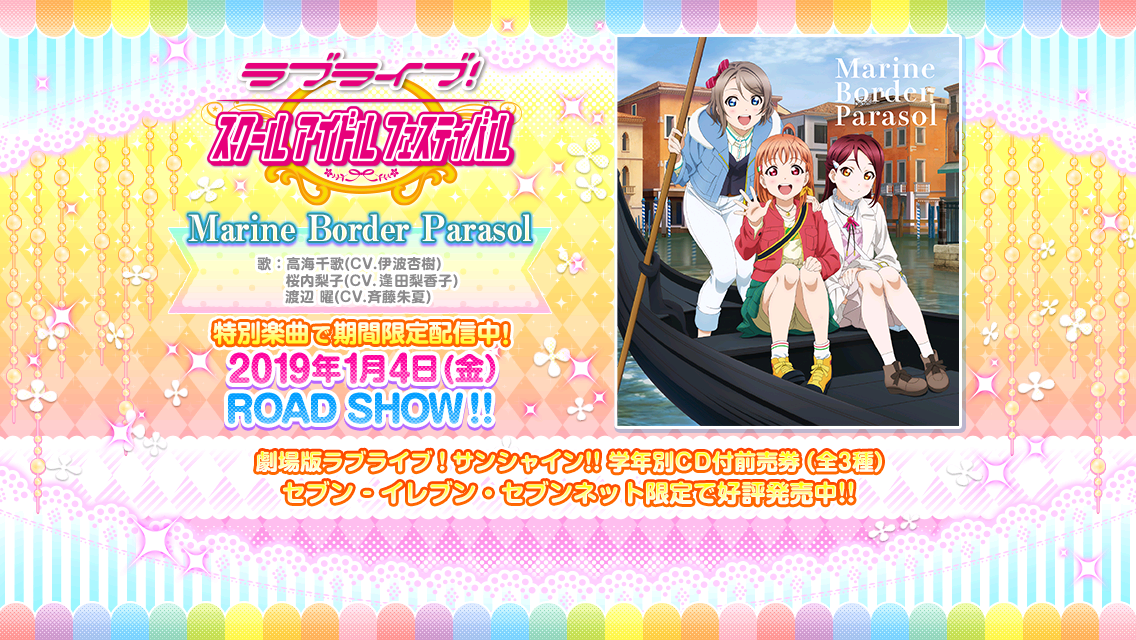 ラブライブ!
スクールアイドルフェスティバル
Marine Border Parasol
歌：高海千歌(CV.伊波杏樹)
桜内梨子(CV.逢田梨香子)
渡辺 曜(CV.斉藤朱夏)
特別楽曲で期間限定配信中!
2019年1月4日(金)
ROAD SHOW!!
Marine
Border
Parasol
劇場版ラブライブ!サンシャイン!! 学年別CD付前売券(全3種)
セブン-イレブン・セブンネット限定で好評発売中!!